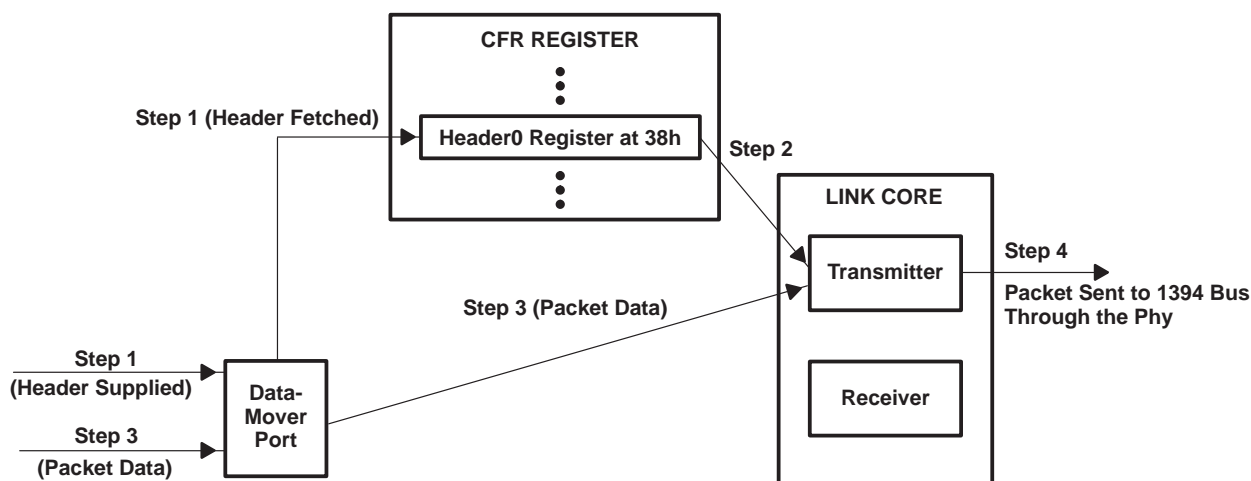 CFR REGISTER
Step 1 (Header Fetched)
Header0 Register at 38h
Step 2
LINK CORE
Transmitter
Step 4
Packet Sent to 1394 Bus
Through the Phy
Step 3 (Packet Data)
Step 1
(Header Supplied)
Data-
Mover
Port
Receiver
Step 3
(Packet Data)